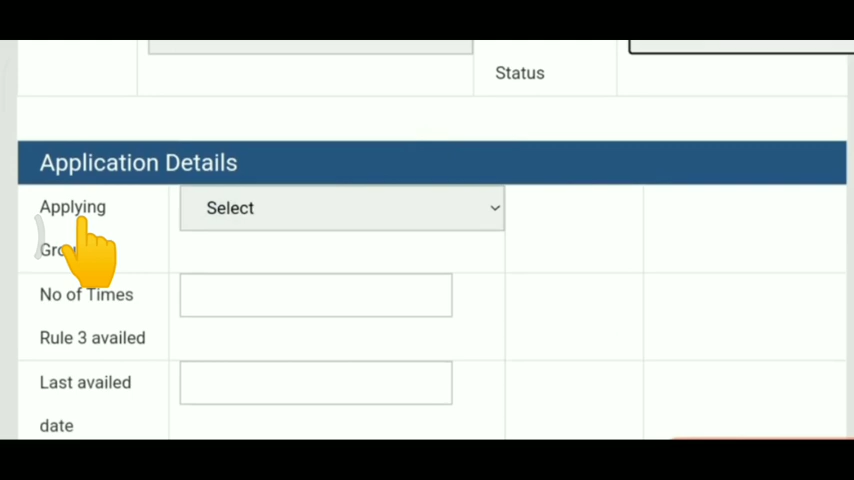 Status
Application Details
Applying
Select
No of Times
Rule 3 availed
Last availed
date